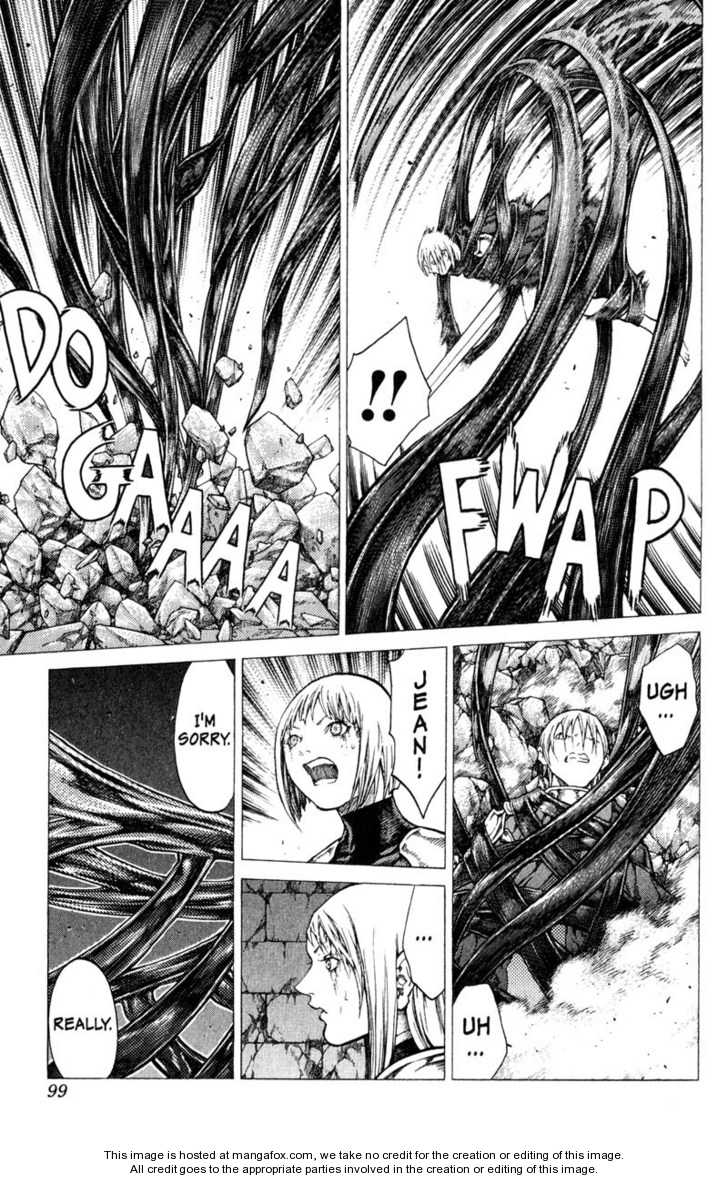 !!
FWAP
DO
GAAAA
UGH
...
UH
...
JEAN!
...
I'M
SORRY.
REALLY.
99
This image is hosted at mangafox.com, we take no credit for the creation or editing of this image.
All credit goes to the appropriate parties involved in the creation or editing of this image.